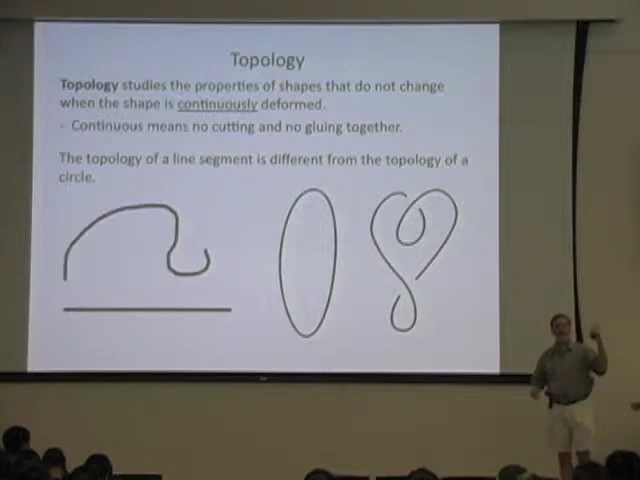 Topology
Topology studies the properties of shapes that do not change
when the shape is continuously deformed.
- Continuous means no cutting and no gluing together.
The topology of a line segment is different from the topology of a
circle.